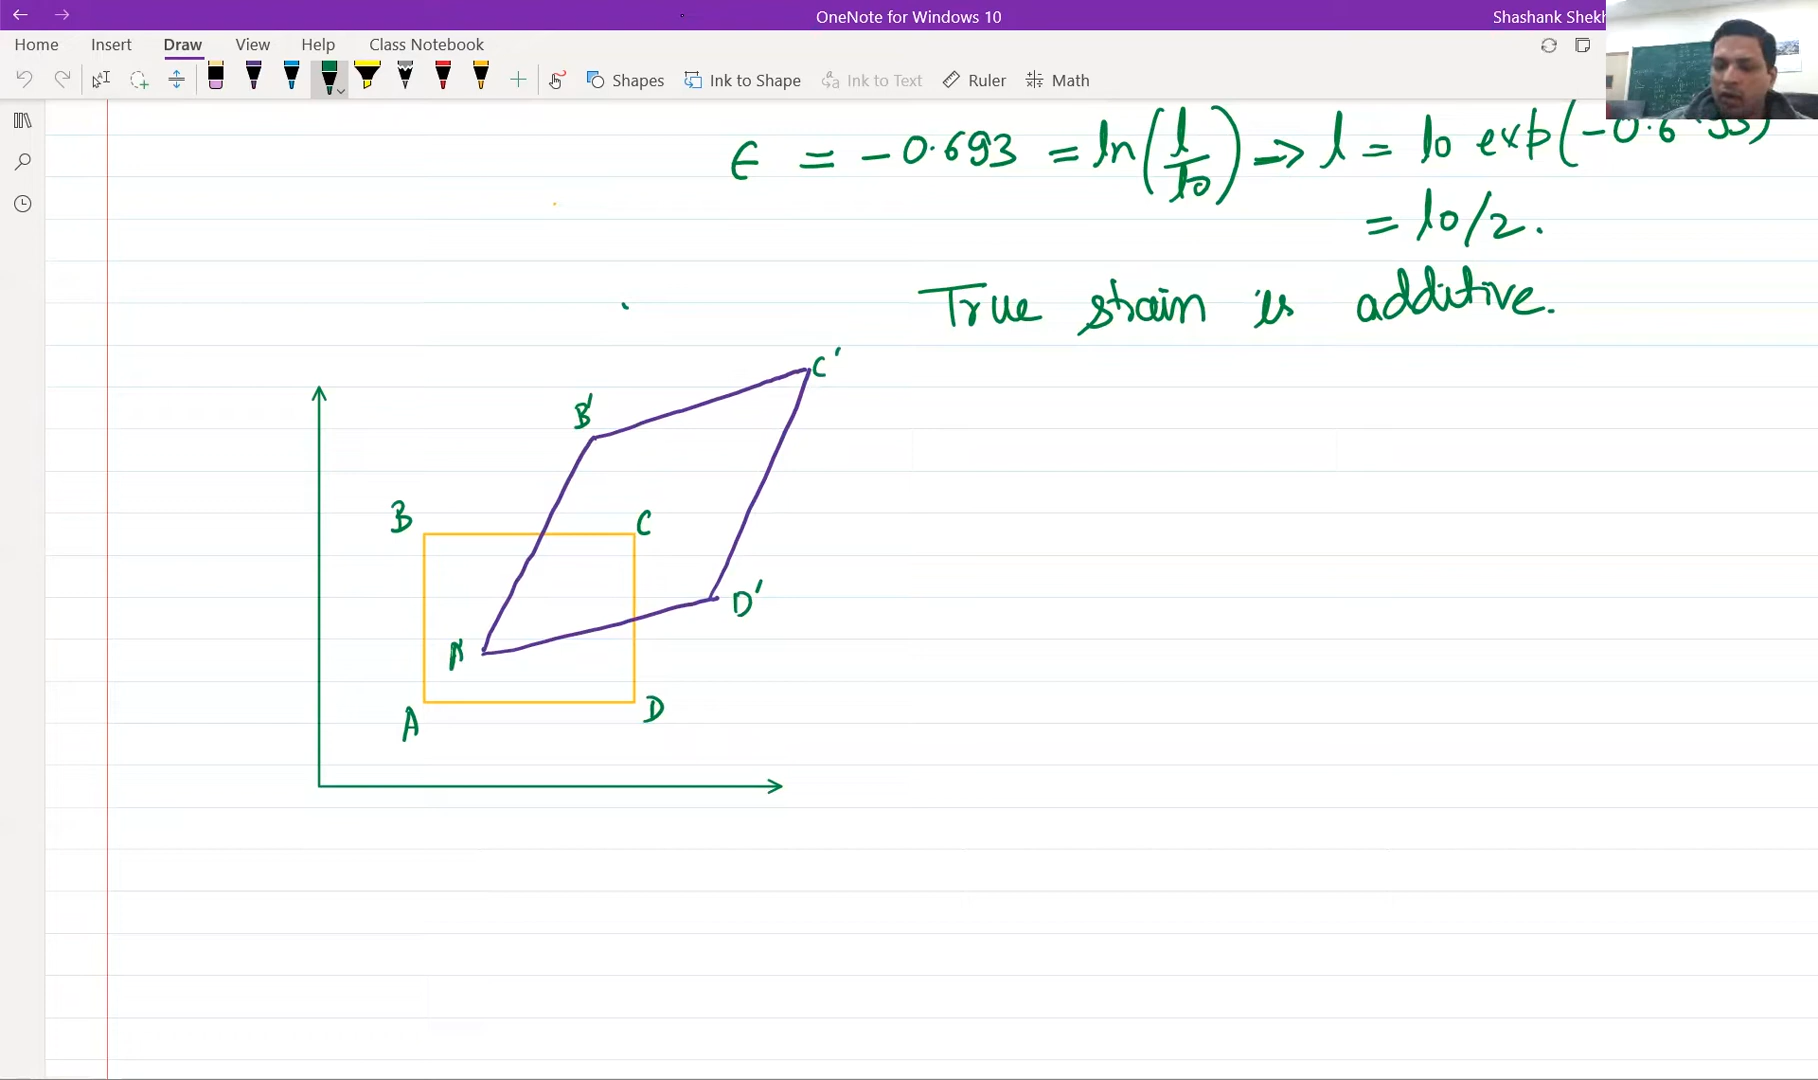 OneNote for Windows 10
Shashank Shekh
Home Insert Draw View Help Class Notebook
Shapes Ink to Shape Ink to Text Ruler Math
ϵ = -0.693 = ln(l/l0) → l = l0 exp(-0.693)
= l0/2.
True strain is additive.
C'
B'
B C
D'
A'
A D